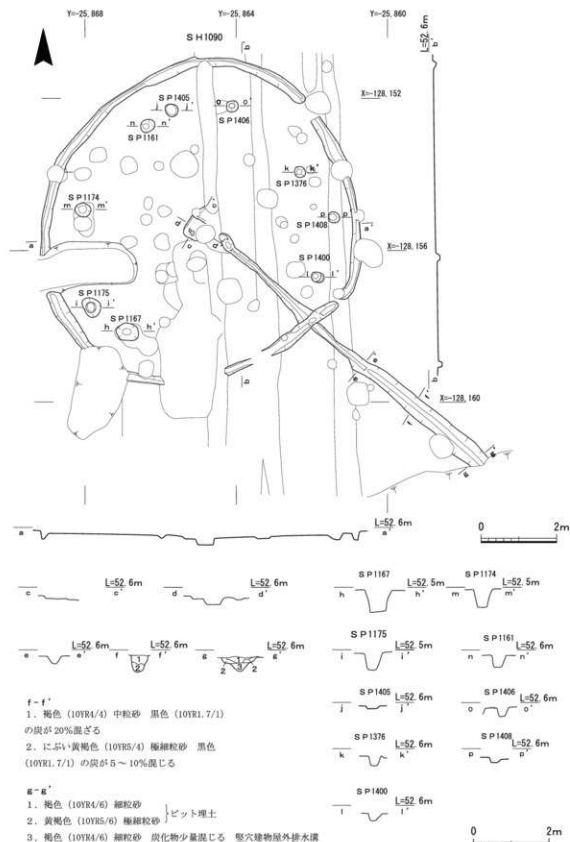 Y=-25,868
Y=-25,864
Y=-25,860
SH1090
L=52.6m
b
b'
X=-128,152
SP1405
j j'
SP1406
o o'
n n'
SP1161
k k'
SP1376
SP1174
m m'
c
d
p p'
SP1408
a
a'
c' d'
X=-128,156
SP1400
l l'
SP1175
i i'
SP1167
h h'
b
b
e
e'
f'
f
X=-128,160
g'
g
a
L=52.6m
a'
0 2m
c L=52.6m c'
d L=52.6m d'
SP1167
h L=52.5m h'
SP1174
m L=52.5m m'
e L=52.6m e'
f L=52.6m f'
1
2
g L=52.6m g'
1
2 3 2
SP1175
i L=52.5m i'
SP1161
n L=52.6m n'
SP1405
j L=52.6m j'
SP1406
o L=52.6m o'
SP1376
k L=52.6m k'
SP1408
p L=52.6m p'
SP1400
l L=52.6m l'
f-f'
1．褐色(10YR4/4)中粒砂　黒色(10YR1.7/1)
の炭が20%混ざる
2．にぶい黄褐色(10YR5/4)極細粒砂　黒色
(10YR1.7/1)の炭が5～10%混じる
g-g'
1．褐色(10YR4/6)細粒砂
2．黄褐色(10YR5/6)極細粒砂
ピット埋土
3．褐色(10YR4/6)細粒砂　炭化物少量混じる　竪穴建物屋外排水溝
0 2m